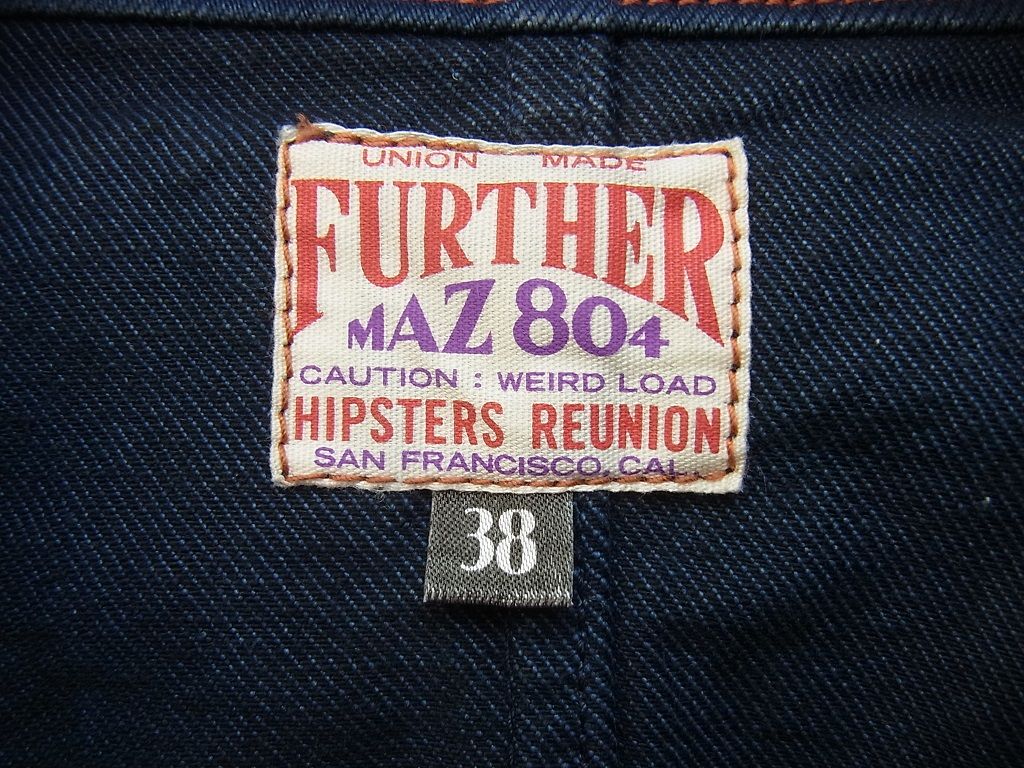 UNION MADE
FURTHER
MAZ 804
CAUTION : WEIRD LOAD
HIPSTERS REUNION
SAN FRANCISCO, CAL.
38